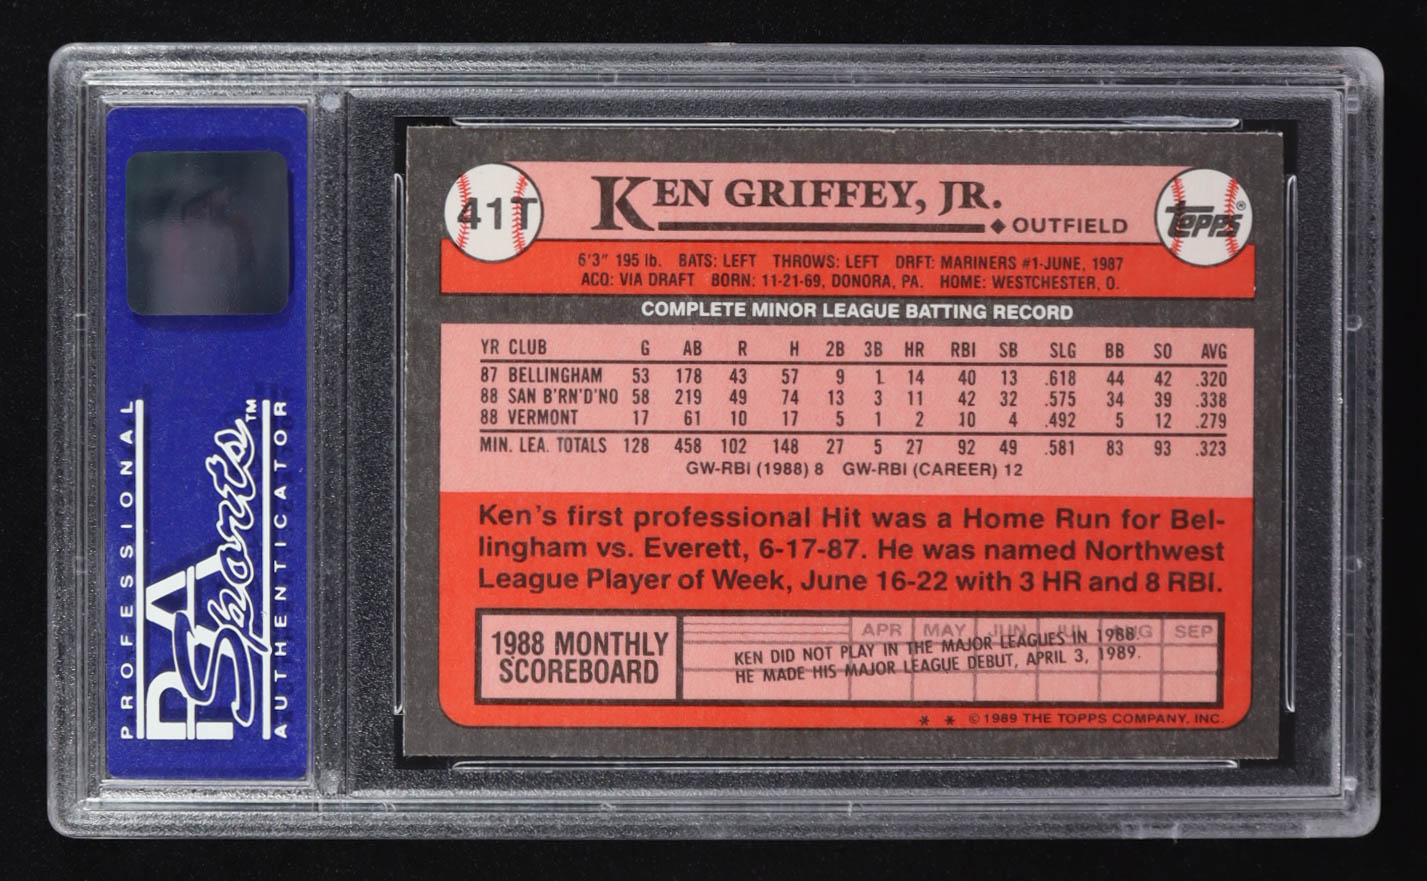 PROFESSIONAL
PSA
Sports™
AUTHENTICATOR
41T
KEN GRIFFEY, JR.
◆ OUTFIELD
TOPPS®
6'3" 195 lb. BATS: LEFT THROWS: LEFT DRFT: MARINERS #1-JUNE, 1987
ACQ: VIA DRAFT BORN: 11-21-69, DONORA, PA. HOME: WESTCHESTER, O.
COMPLETE MINOR LEAGUE BATTING RECORD
YR CLUB G AB R H 2B 3B HR RBI SB SLG BB SO AVG
87 BELLINGHAM 53 178 43 57 9 1 14 40 13 .618 44 42 .320
88 SAN B'RN'D'NO 58 219 49 74 13 3 11 42 32 .575 34 39 .338
88 VERMONT 17 61 10 17 5 1 2 10 4 .492 5 12 .279
MIN. LEA. TOTALS 128 458 102 148 27 5 27 92 49 .581 83 93 .323
GW-RBI (1988) 8 GW-RBI (CAREER) 12
Ken's first professional Hit was a Home Run for Bel-
lingham vs. Everett, 6-17-87. He was named Northwest
League Player of Week, June 16-22 with 3 HR and 8 RBI.
1988 MONTHLY
SCOREBOARD
APR MAY JUN JUL AUG SEP
KEN DID NOT PLAY IN THE MAJOR LEAGUES IN 1988.
HE MADE HIS MAJOR LEAGUE DEBUT, APRIL 3, 1989.
* * © 1989 THE TOPPS COMPANY, INC.